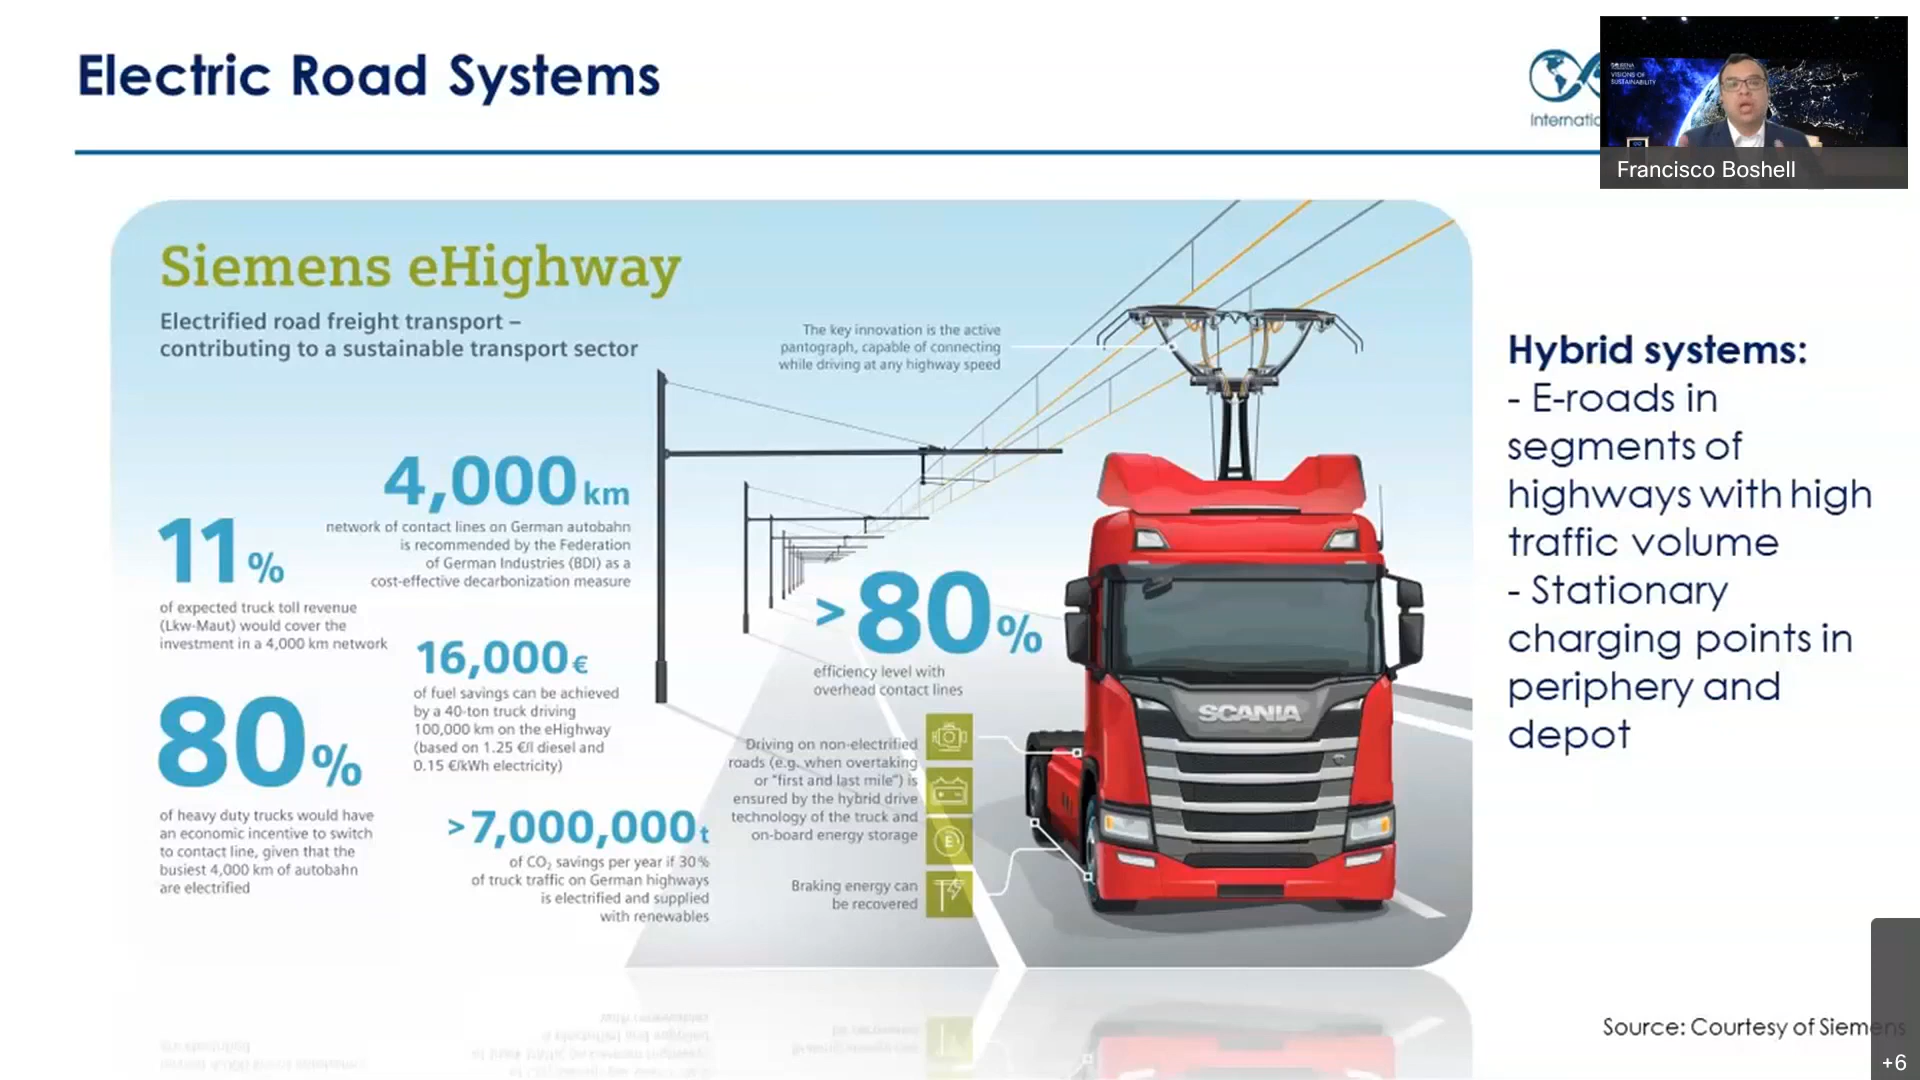 Electric Road Systems
Internatio
VISIONS OF
SUSTAINABILITY
Francisco Boshell
Siemens eHighway
Electrified road freight transport –
contributing to a sustainable transport sector
The key innovation is the active
pantograph, capable of connecting
while driving at any highway speed
4,000 km
network of contact lines on German autobahn
is recommended by the Federation
of German Industries (BDI) as a
cost-effective decarbonization measure
11%
of expected truck toll revenue
(Lkw-Maut) would cover the
investment in a 4,000 km network
>80%
efficiency level with
overhead contact lines
16,000 €
of fuel savings can be achieved
by a 40-ton truck driving
100,000 km on the eHighway
(based on 1.25 €/l diesel and
0.15 €/kWh electricity)
80%
of heavy duty trucks would have
an economic incentive to switch
to contact line, given that the
busiest 4,000 km of autobahn
are electrified
>7,000,000 t
of CO₂ savings per year if 30%
of truck traffic on German highways
is electrified and supplied
with renewables
Driving on non-electrified
roads (e.g. when overtaking
or “first and last mile”) is
ensured by the hybrid drive
technology of the truck and
on-board energy storage
E
Braking energy can
be recovered
SCANIA
Hybrid systems:
- E-roads in
segments of
highways with high
traffic volume
- Stationary
charging points in
periphery and
depot
Source: Courtesy of Siemens
+6